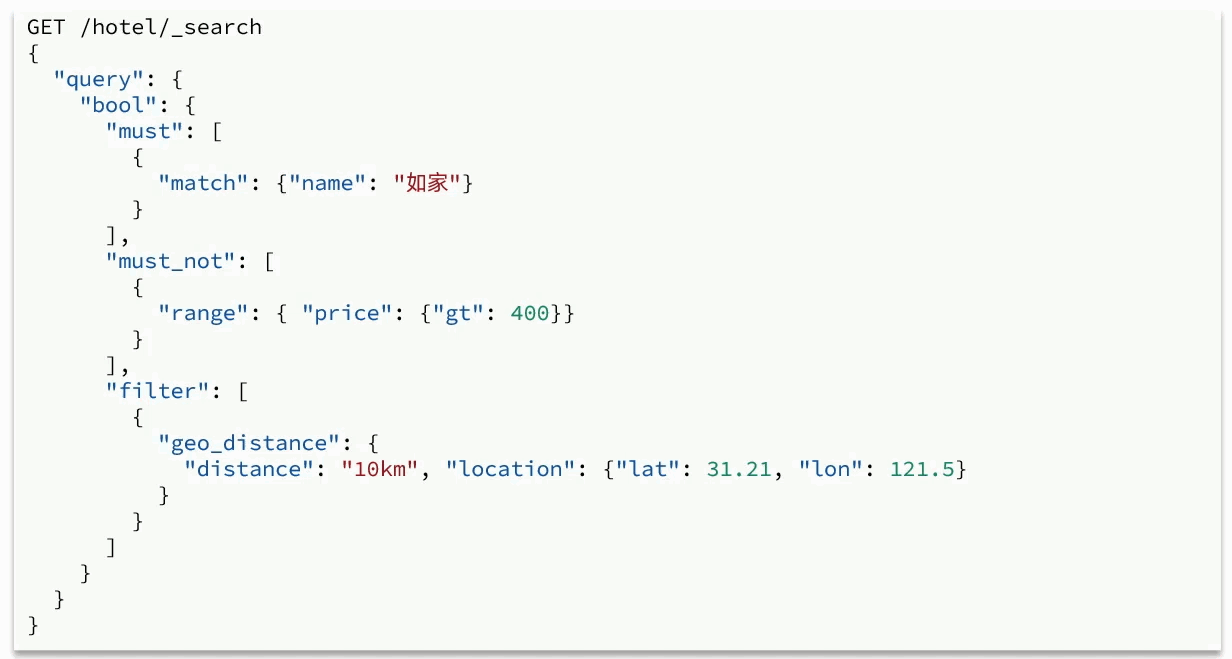 GET /hotel/_search
{
  "query": {
    "bool": {
      "must": [
        {
          "match": {"name": "如家"}
        }
      ],
      "must_not": [
        {
          "range": { "price": {"gt": 400}}
        }
      ],
      "filter": [
        {
          "geo_distance": {
            "distance": "10km", "location": {"lat": 31.21, "lon": 121.5}
          }
        }
      ]
    }
  }
}